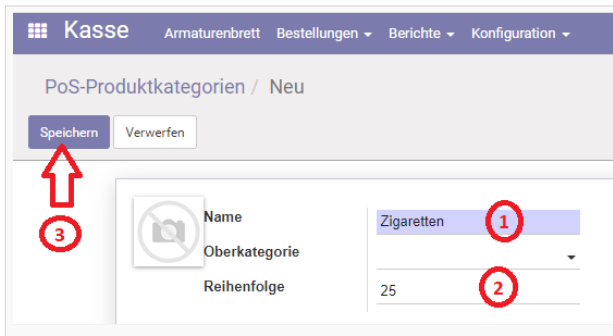 Kasse Armaturenbrett Bestellungen Berichte Konfiguration
PoS-Produktkategorien / Neu
Speichern Verwerfen
3
Name Zigaretten 1
Oberkategorie
Reihenfolge 25 2